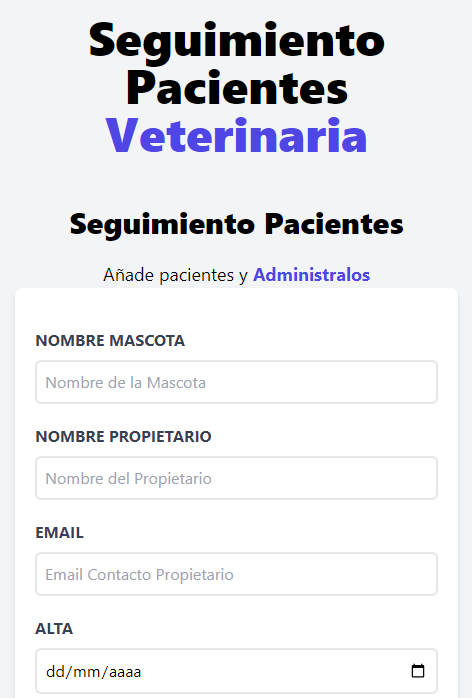 Seguimiento
Pacientes
Veterinaria
Seguimiento Pacientes
Añade pacientes y Administralos
NOMBRE MASCOTA
Nombre de la Mascota
NOMBRE PROPIETARIO
Nombre del Propietario
EMAIL
Email Contacto Propietario
ALTA
dd/mm/aaaa